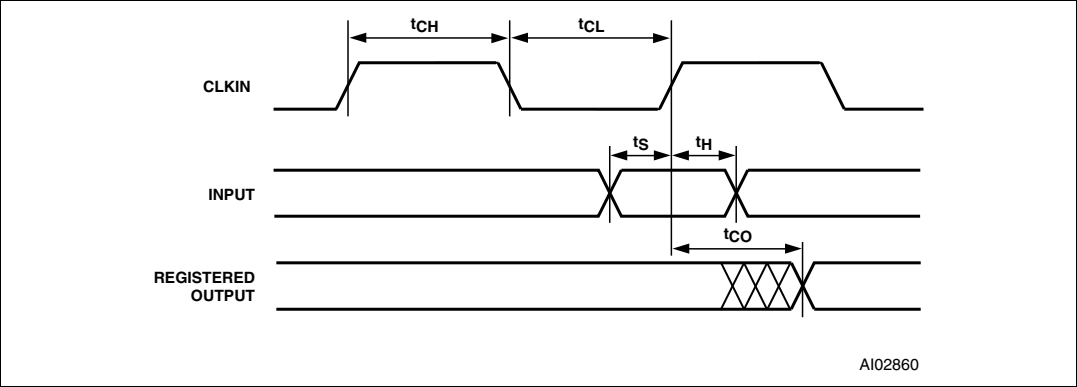 tCH
tCL
CLKIN
tS
tH
INPUT
tCO
REGISTERED
OUTPUT
AI02860